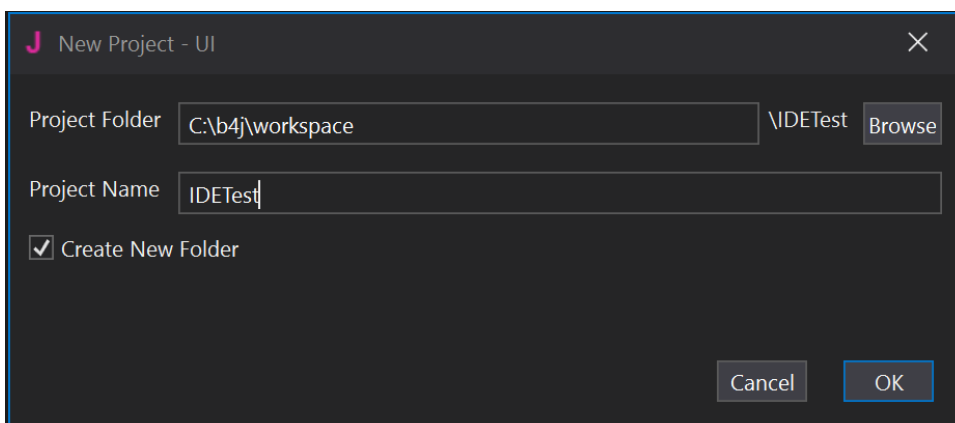 J New Project - UI
Project Folder C:\b4j\workspace \IDETest Browse
Project Name IDETest
Create New Folder
Cancel OK